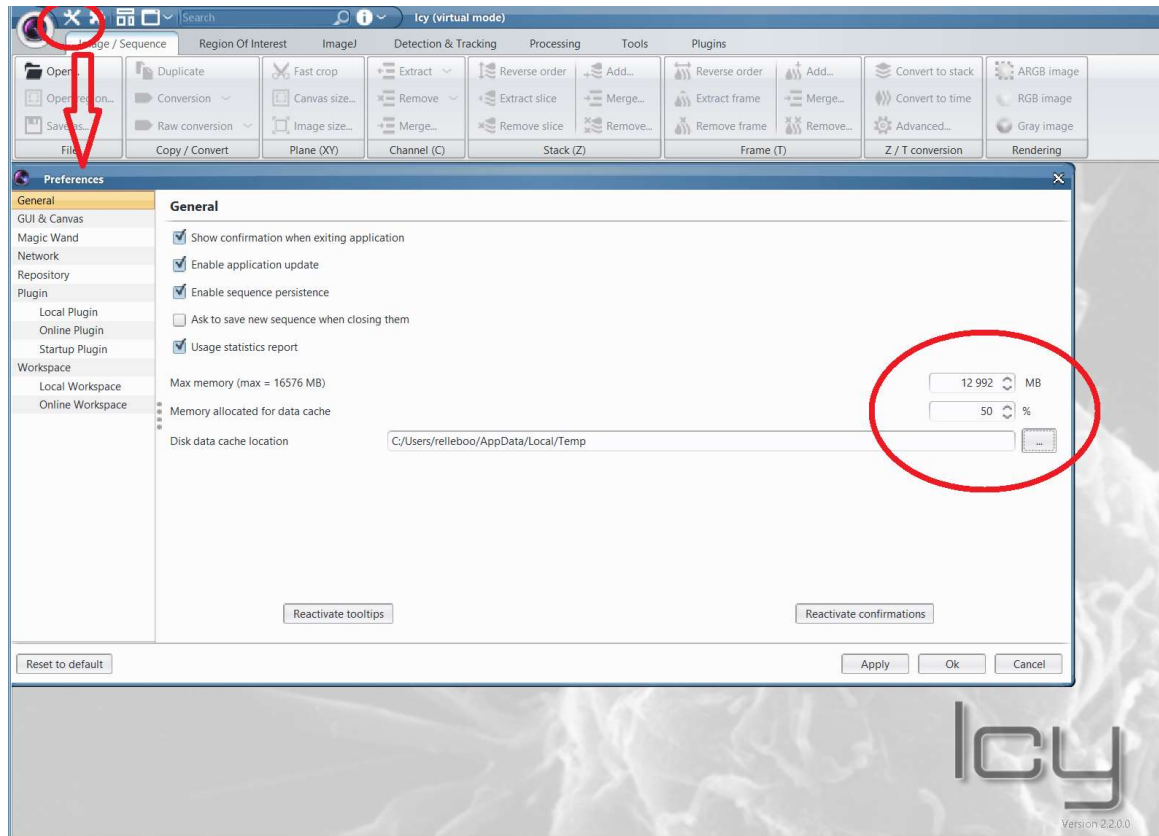 Search
Icy (virtual mode)
Image / Sequence Region Of Interest ImageJ Detection & Tracking Processing Tools Plugins
Open... Duplicate Fast crop Extract Reverse order Add... Reverse order Add... Convert to stack ARGB image
Open region... Conversion Canvas size... Remove Extract slice Merge... Extract frame Merge... Convert to time RGB image
Save as... Raw conversion Image size... Merge... Remove slice Remove... Remove frame Remove... Advanced... Gray image
File Copy / Convert Plane (XY) Channel (C) Stack (Z) Frame (T) Z / T conversion Rendering
Preferences
General
GUI & Canvas
Magic Wand
Network
Repository
Plugin
Local Plugin
Online Plugin
Startup Plugin
Workspace
Local Workspace
Online Workspace
General
Show confirmation when exiting application
Enable application update
Enable sequence persistence
Ask to save new sequence when closing them
Usage statistics report
Max memory (max = 16576 MB) 12 992 MB
Memory allocated for data cache 50 %
Disk data cache location C:/Users/relleboo/AppData/Local/Temp ...
Reactivate tooltips Reactivate confirmations
Reset to default Apply Ok Cancel
Icy
Version 2.2.0.0